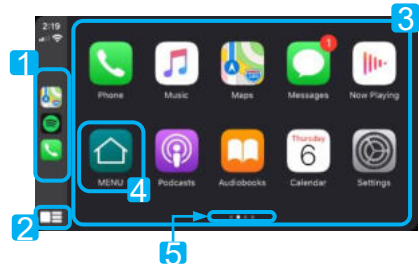 2:19
3
1
1
Phone Music Maps Messages Now Playing
Thursday
6
MENU Podcasts Audiobooks Calendar Settings
4
2
5